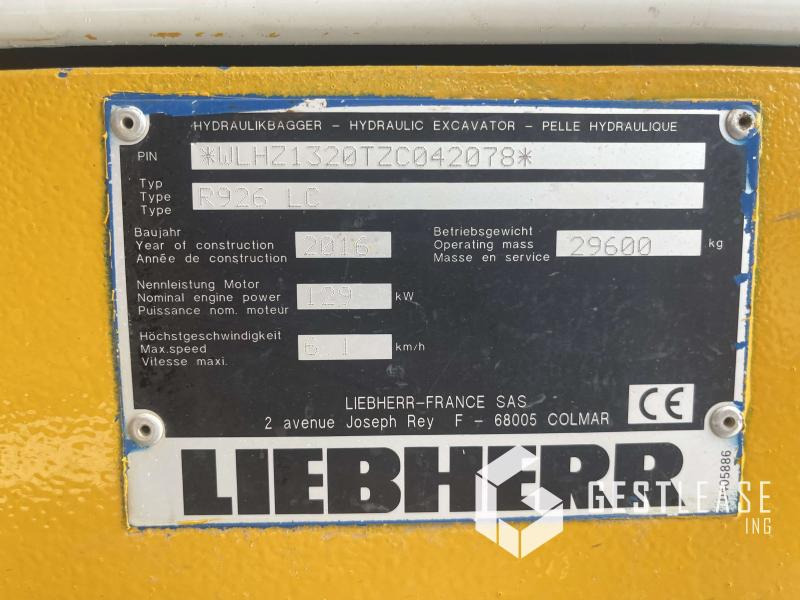 HYDRAULIKBAGGER - HYDRAULIC EXCAVATOR - PELLE HYDRAULIQUE
PIN *WLHZ1320TZC042078*
Typ
Type R926 LC
Type
Baujahr
Year of construction 2016
Année de construction
Betriebsgewicht
Operating mass 29600 kg
Masse en service
Nennleistung Motor
Nominal engine power 129 kW
Puissance nom. moteur
Höchstgeschwindigkeit
Max.speed 6.1 km/h
Vitesse maxi.
LIEBHERR-FRANCE SAS
2 avenue Joseph Rey F - 68005 COLMAR
CE
LIEBHERR
GESTLEASE
ING